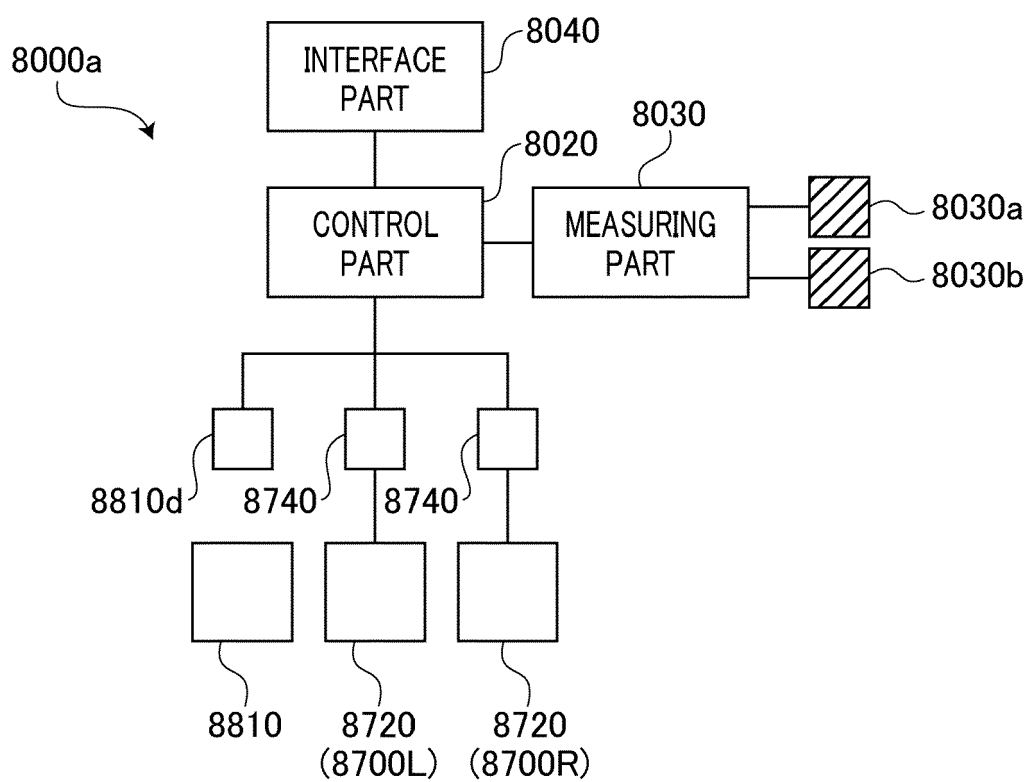 8040
8000a
INTERFACE
PART
8020
8030
CONTROL
PART
MEASURING
PART
8030a
8030b
8810d
8740
8740
8810
8720
(8700L)
8720
(8700R)